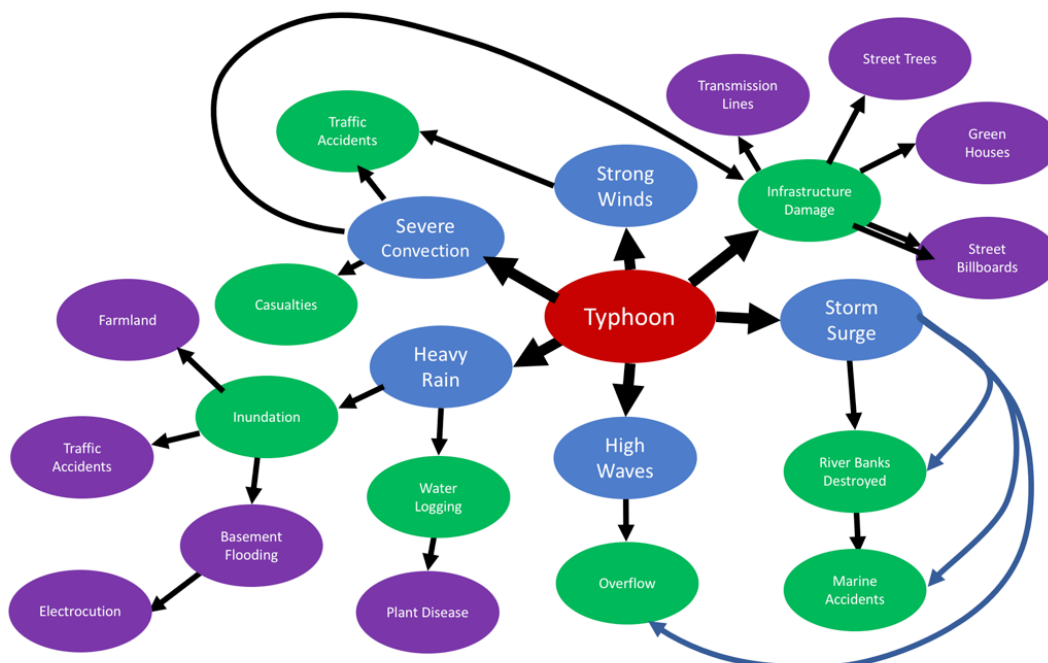 Street Trees
Transmission
Lines
Traffic
Accidents
Green
Houses
Strong
Winds
Infrastructure
Damage
Severe
Convection
Street
Billboards
Casualties
Typhoon
Storm
Surge
Farmland
Heavy
Rain
Inundation
High
Waves
Traffic
Accidents
River Banks
Destroyed
Water
Logging
Basement
Flooding
Overflow
Marine
Accidents
Electrocution
Plant Disease